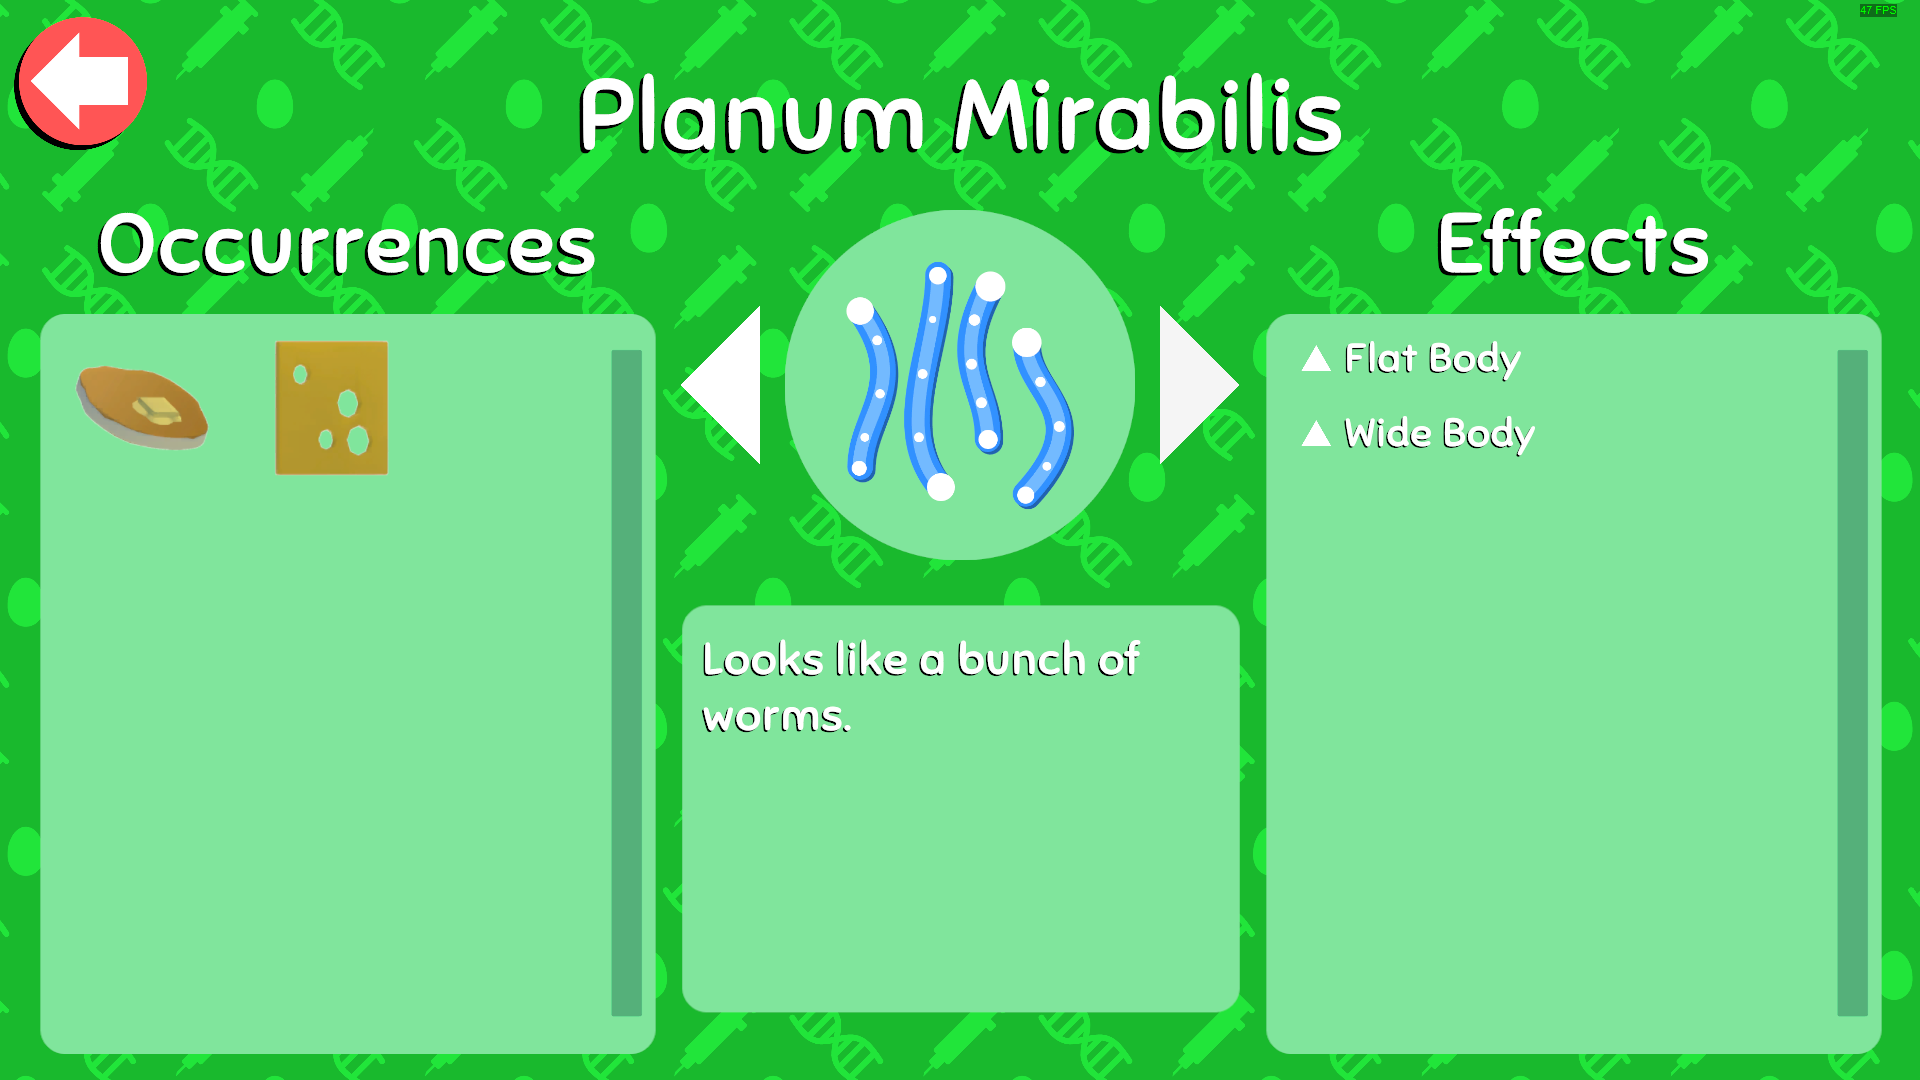 47 FPS
Planum Mirabilis
Occurrences
Effects
Flat Body
Wide Body
Looks like a bunch of
worms.